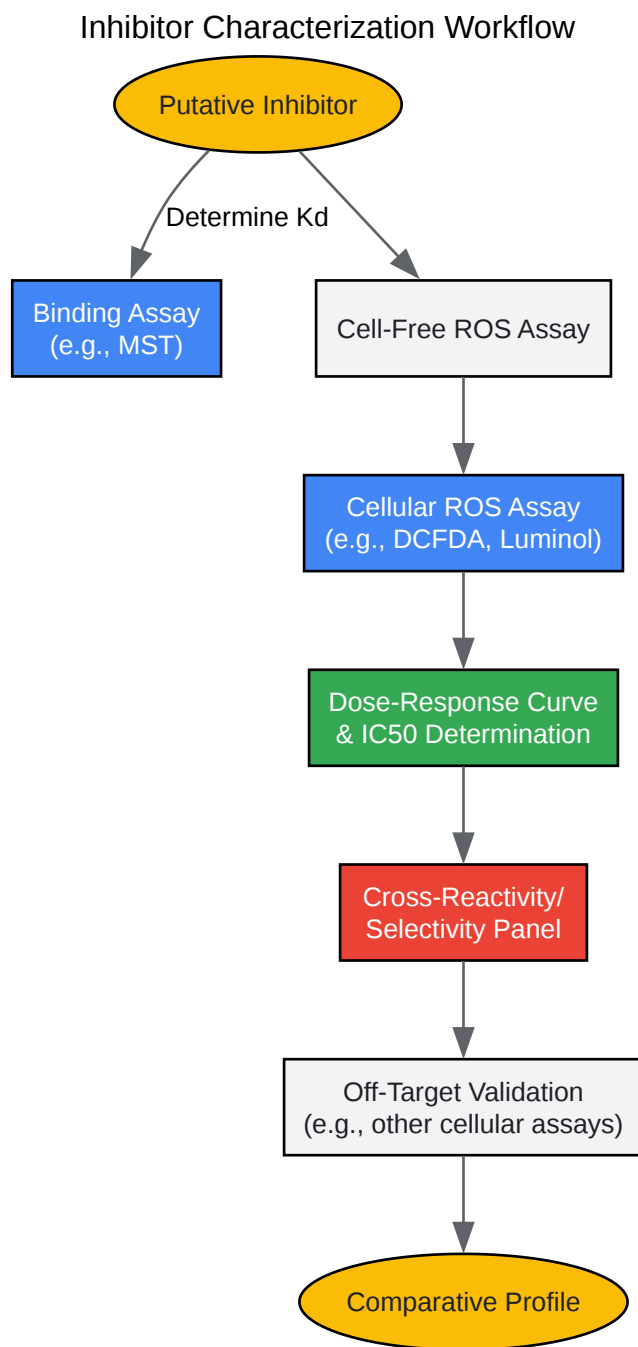 Inhibitor Characterization Workflow
Putative Inhibitor
Determine Kd
Binding Assay
(e.g., MST)
Cell-Free ROS Assay
Cellular ROS Assay
(e.g., DCFDA, Luminol)
Dose-Response Curve
& IC50 Determination
Cross-Reactivity/
Selectivity Panel
Off-Target Validation
(e.g., other cellular assays)
Comparative Profile